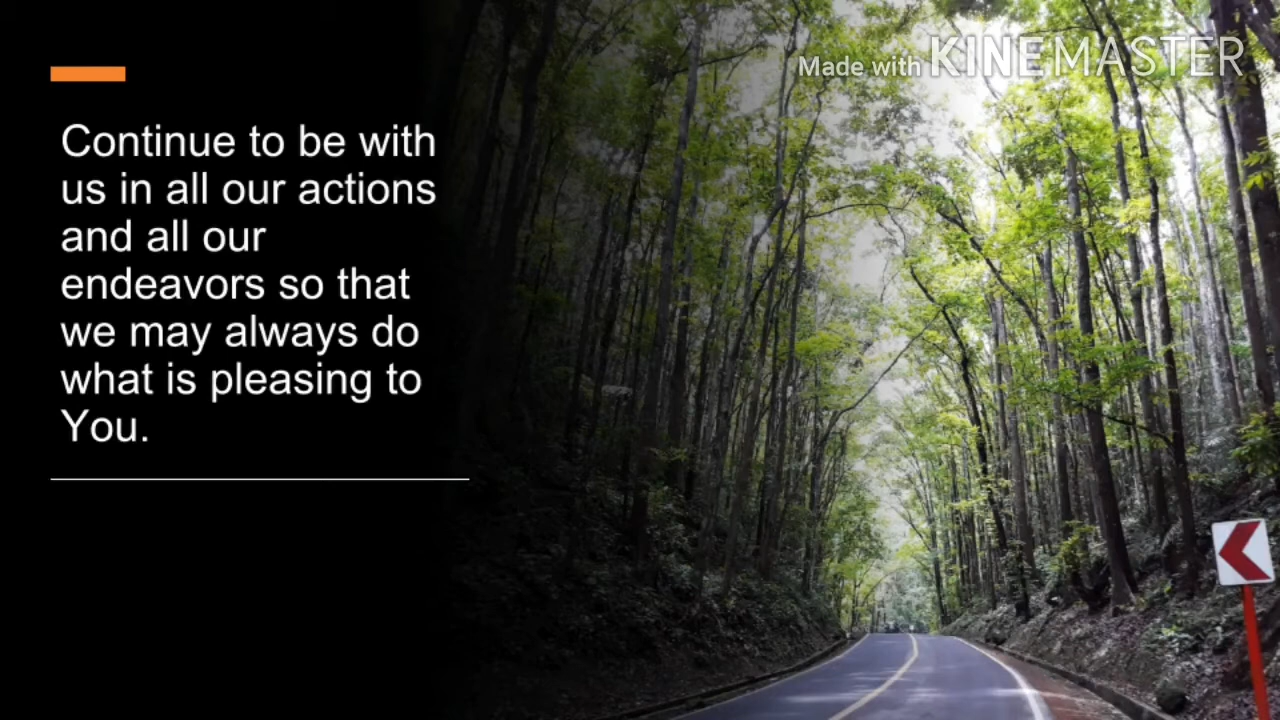 Made with KINEMASTER
Continue to be with
us in all our actions
and all our
endeavors so that
we may always do
what is pleasing to
You.